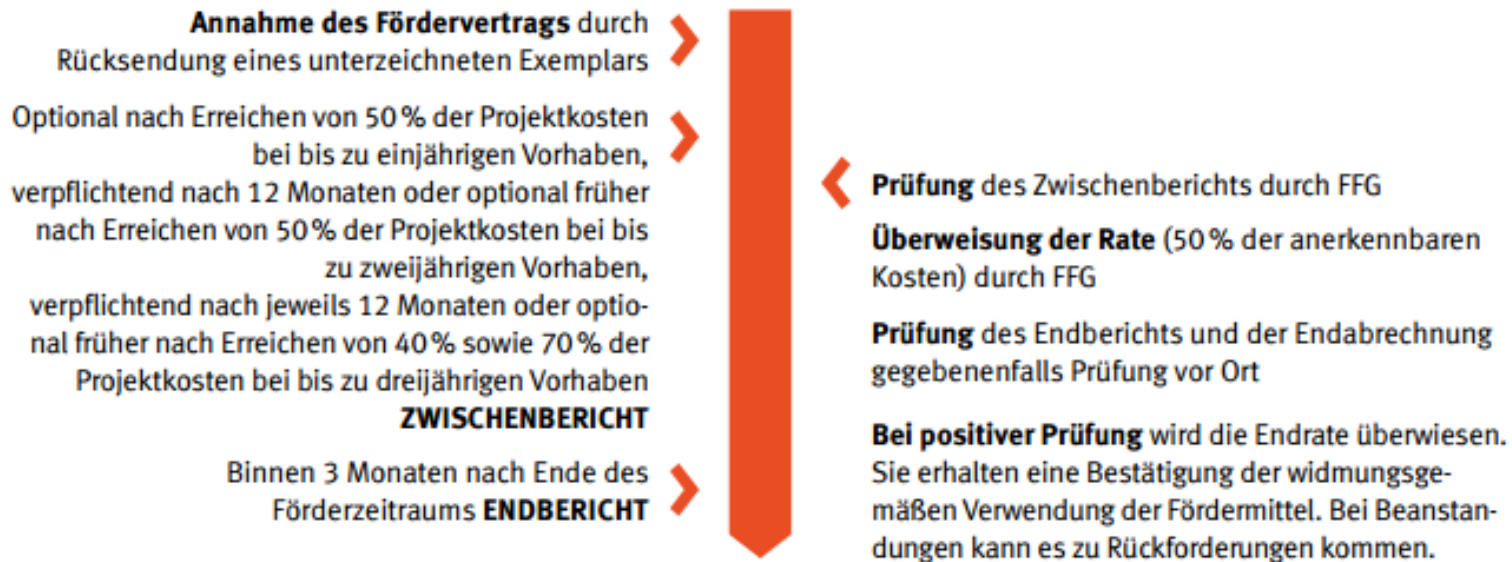 Annahme des Fördervertrags durch
Rücksendung eines unterzeichneten Exemplars
Optional nach Erreichen von 50 % der Projektkosten
bei bis zu einjährigen Vorhaben,
verpflichtend nach 12 Monaten oder optional früher
nach Erreichen von 50 % der Projektkosten bei bis
zu zweijährigen Vorhaben,
verpflichtend nach jeweils 12 Monaten oder optio-
nal früher nach Erreichen von 40 % sowie 70 % der
Projektkosten bei bis zu dreijährigen Vorhaben
ZWISCHENBERICHT
Binnen 3 Monaten nach Ende des
Förderzeitraums ENDBERICHT
Prüfung des Zwischenberichts durch FFG
Überweisung der Rate (50 % der anerkennbaren
Kosten) durch FFG
Prüfung des Endberichts und der Endabrechnung
gegebenenfalls Prüfung vor Ort
Bei positiver Prüfung wird die Endrate überwiesen.
Sie erhalten eine Bestätigung der widmungsge-
mäßen Verwendung der Fördermittel. Bei Beanstan-
dungen kann es zu Rückforderungen kommen.